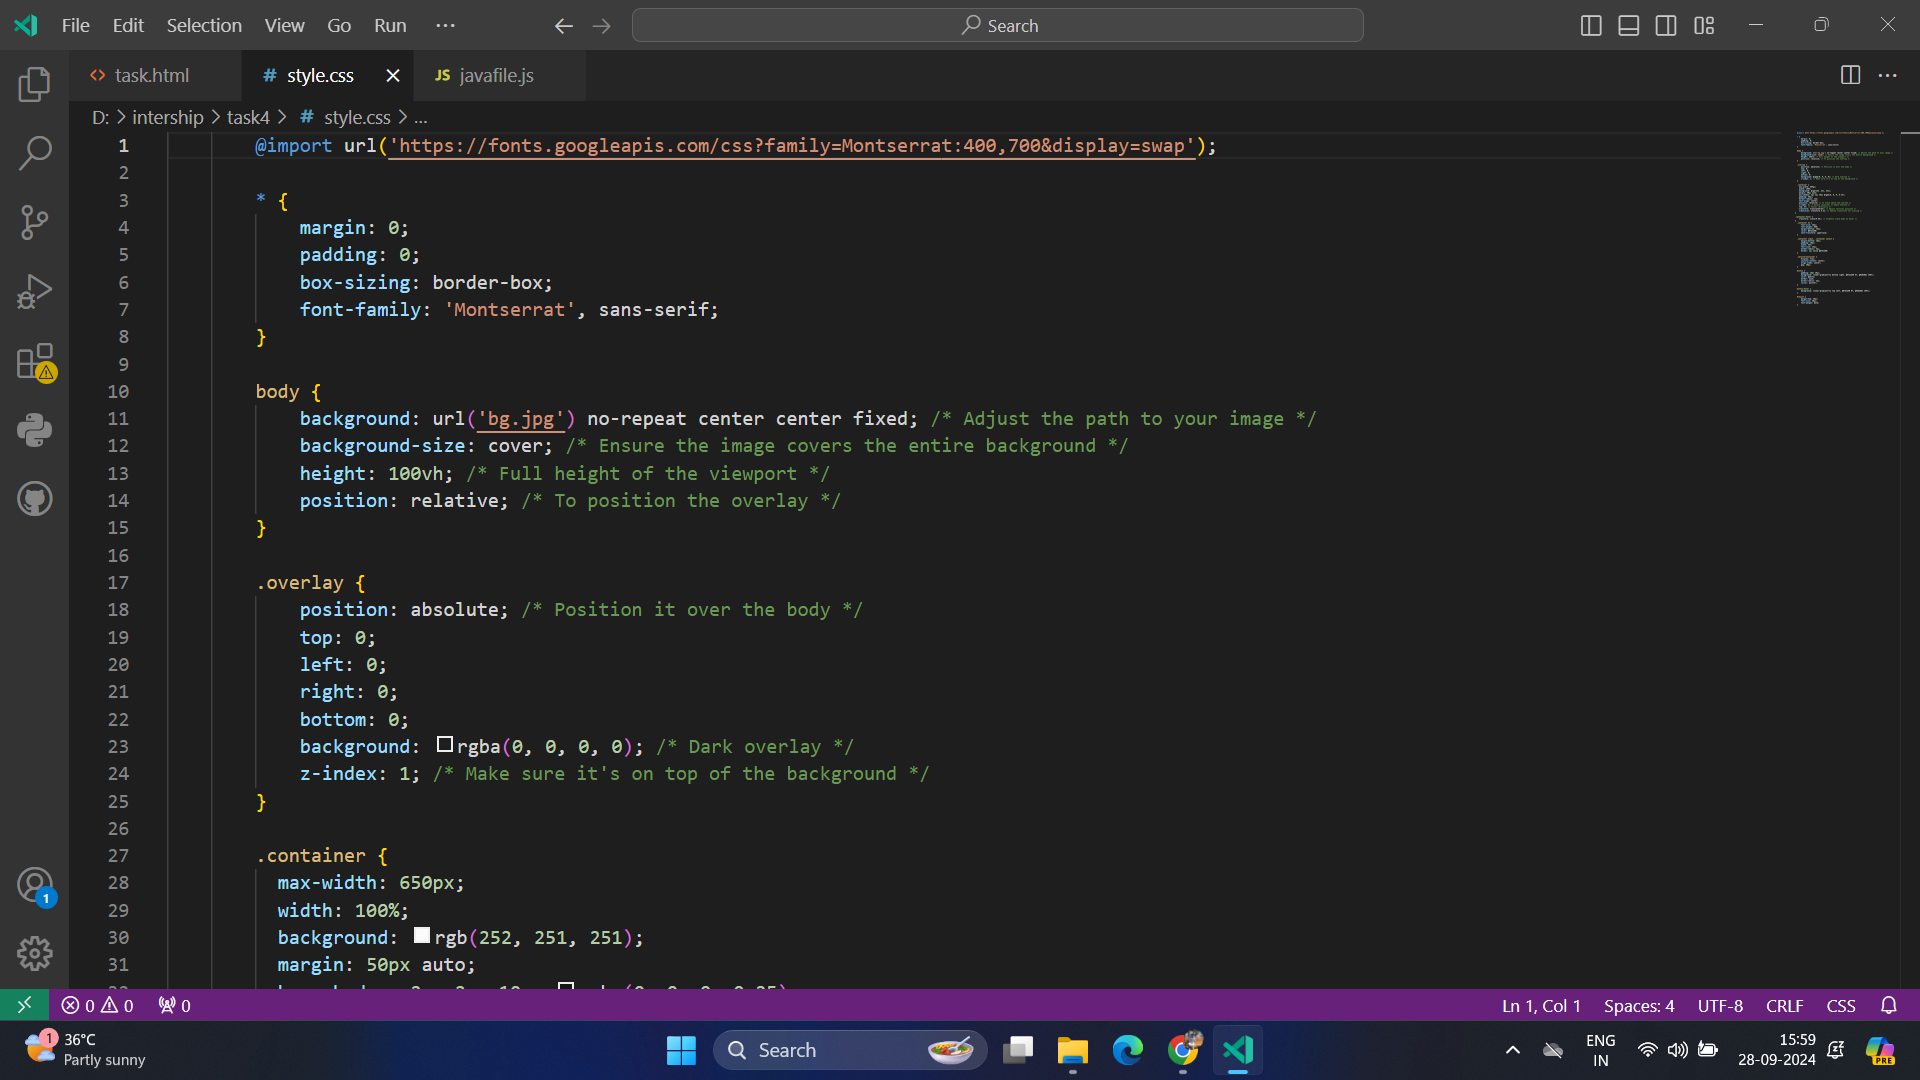 File Edit Selection View Go Run ···
Search
task.html
# style.css
JS javafile.js
D: > intership > task4 > # style.css > ...
1 @import url('https://fonts.googleapis.com/css?family=Montserrat:400,700&display=swap');
2
3 * {
4 margin: 0;
5 padding: 0;
6 box-sizing: border-box;
7 font-family: 'Montserrat', sans-serif;
8 }
9
10 body {
11 background: url('bg.jpg') no-repeat center center fixed; /* Adjust the path to your image */
12 background-size: cover; /* Ensure the image covers the entire background */
13 height: 100vh; /* Full height of the viewport */
14 position: relative; /* To position the overlay */
15 }
16
17 .overlay {
18 position: absolute; /* Position it over the body */
19 top: 0;
20 left: 0;
21 right: 0;
22 bottom: 0;
23 background: rgba(0, 0, 0, 0); /* Dark overlay */
24 z-index: 1; /* Make sure it's on top of the background */
25 }
26
27 .container {
28 max-width: 650px;
29 width: 100%;
30 background: rgb(252, 251, 251);
31 margin: 50px auto;
1
0 0 0
Ln 1, Col 1 Spaces: 4 UTF-8 CRLF CSS
1
36°C
Partly sunny
Search
ENG
IN
15:59
28-09-2024
PRE